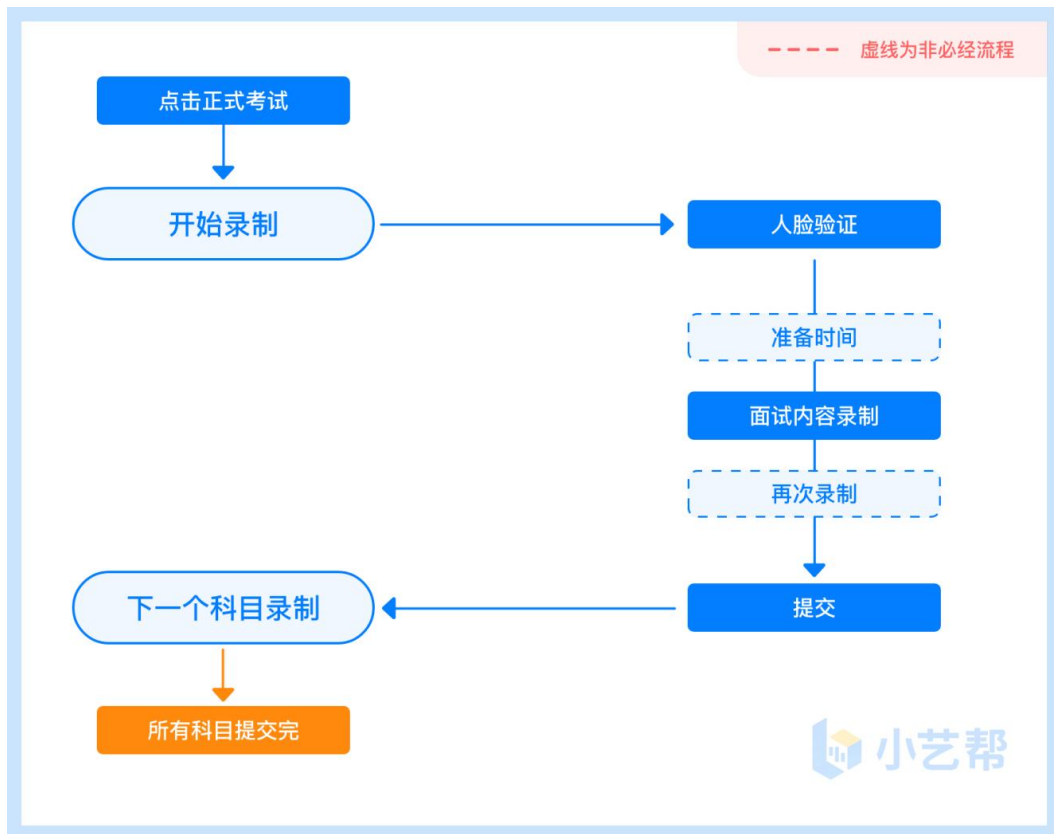 虚线为非必经流程
点击正式考试
开始录制
人脸验证
准备时间
面试内容录制
再次录制
提交
下一个科目录制
所有科目提交完
小艺帮